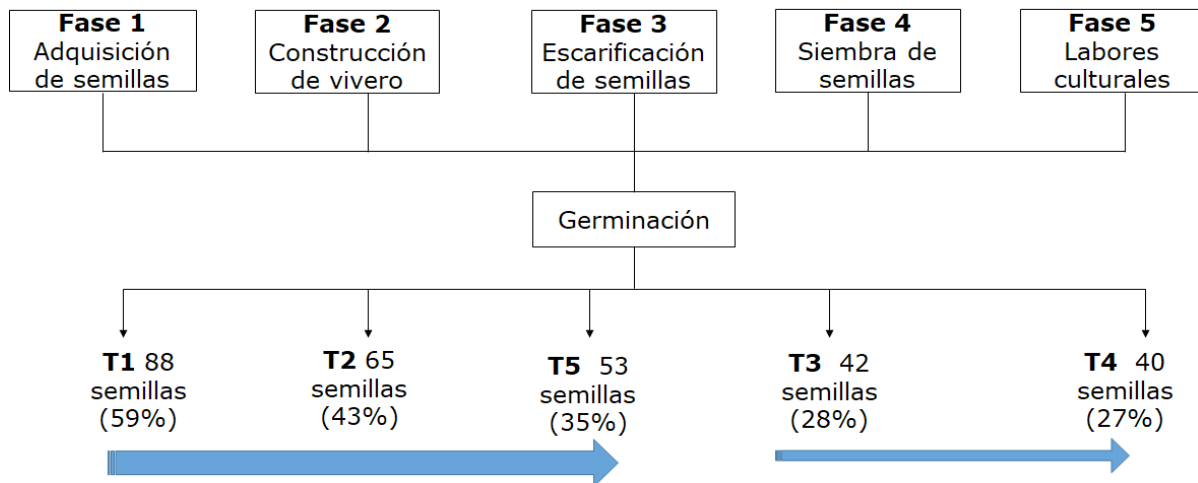 Fase 1
Adquisición
de semillas
Fase 2
Construcción
de vivero
Fase 3
Escarificación
de semillas
Fase 4
Siembra de
semillas
Fase 5
Labores
culturales
Germinación
T1 88
semillas
(59%)
T2 65
semillas
(43%)
T5 53
semillas
(35%)
T3 42
semillas
(28%)
T4 40
semillas
(27%)